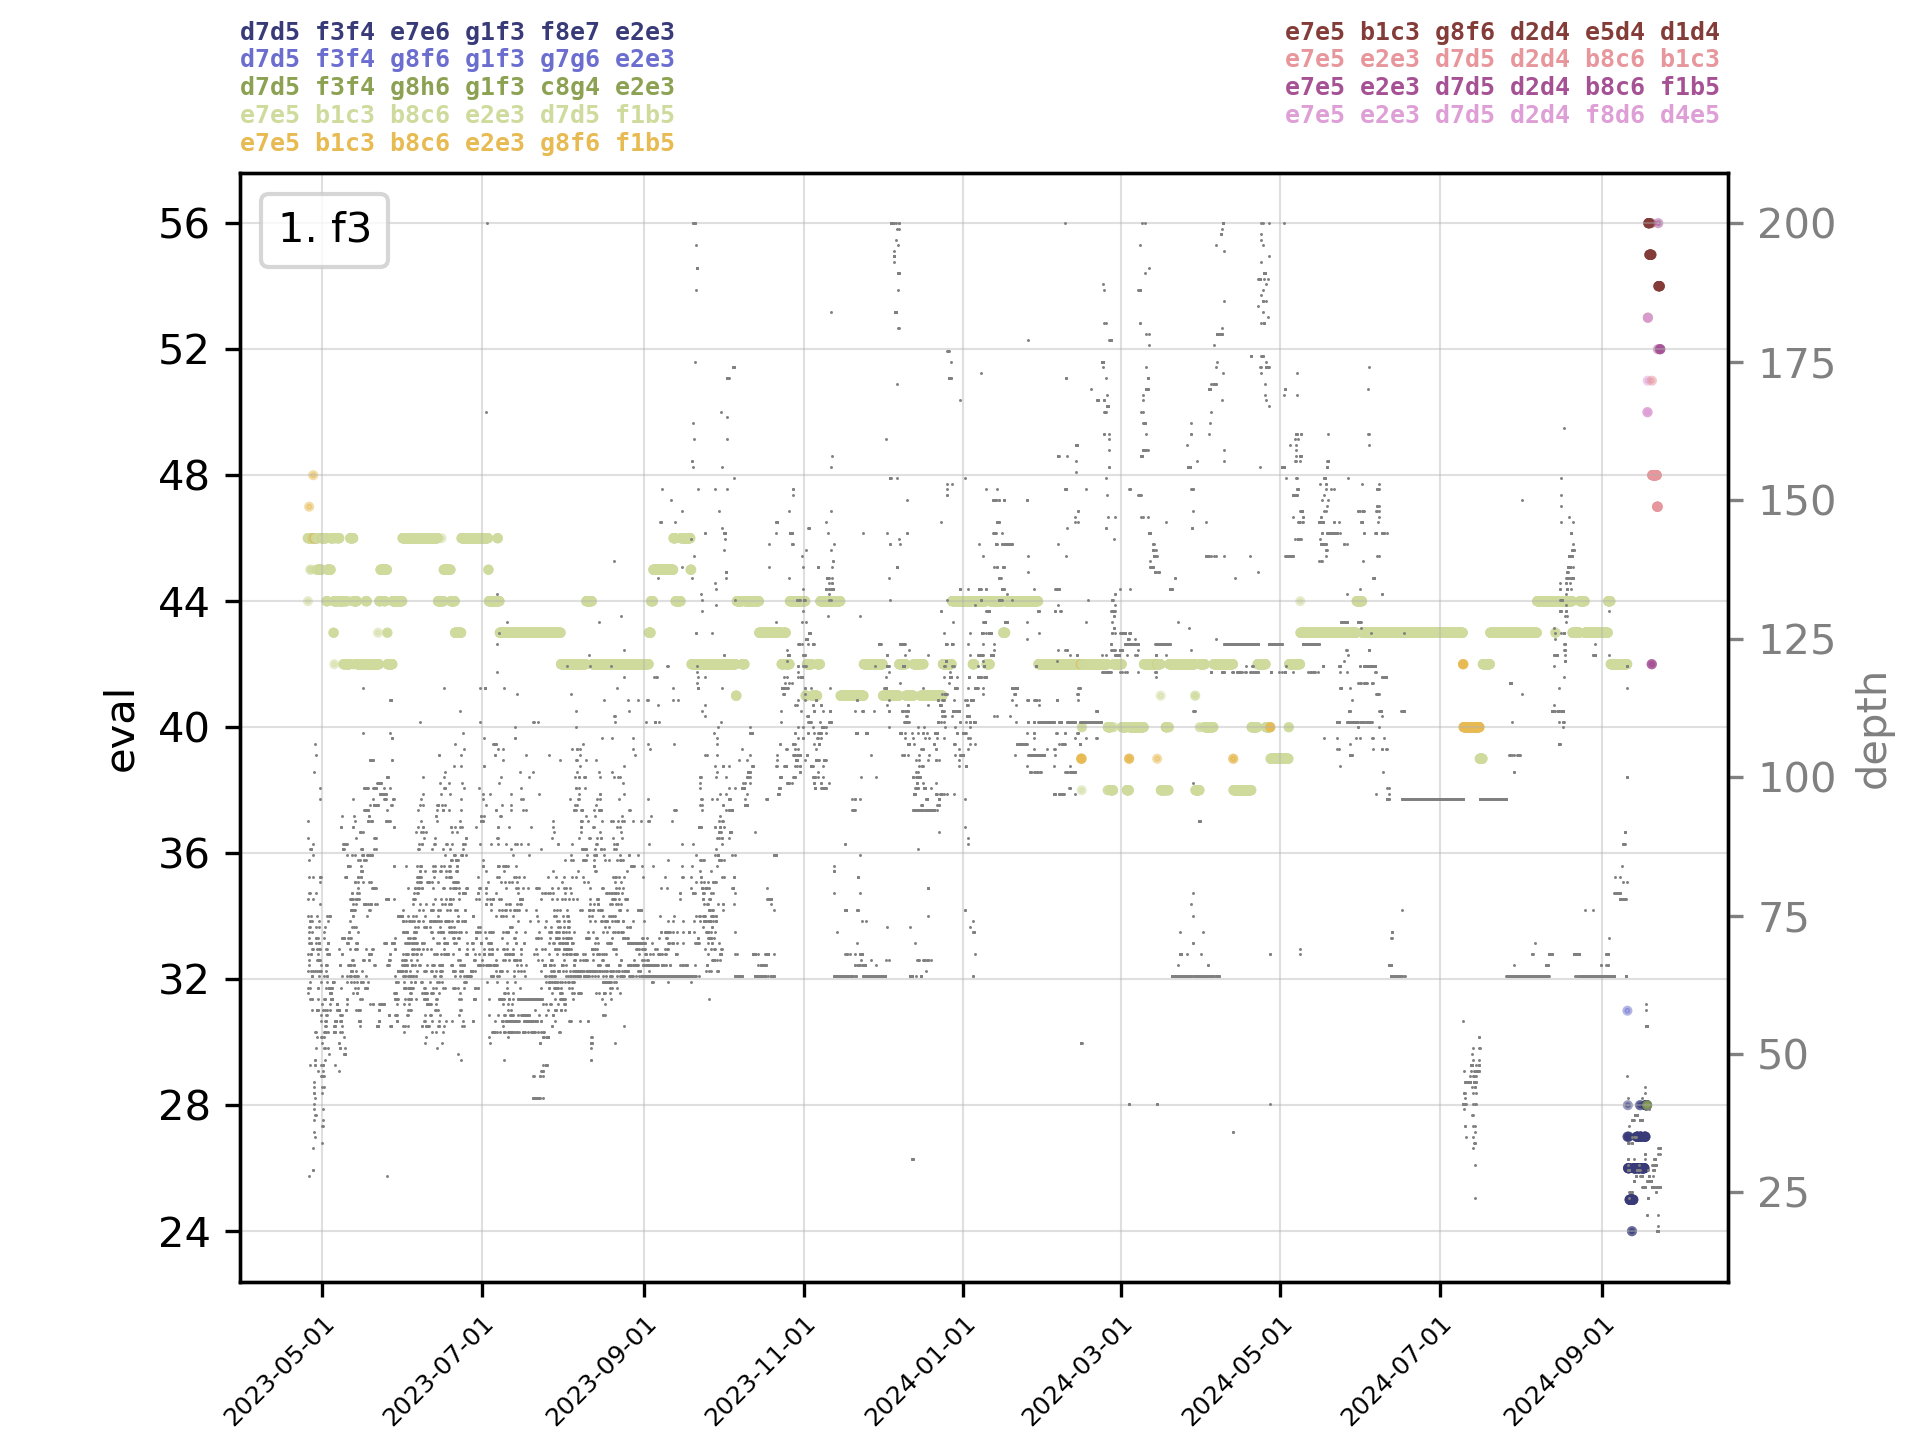 d7d5 f3f4 e7e6 g1f3 f8e7 e2e3
d7d5 f3f4 g8f6 g1f3 g7g6 e2e3
d7d5 f3f4 g8h6 g1f3 c8g4 e2e3
e7e5 b1c3 b8c6 e2e3 d7d5 f1b5
e7e5 b1c3 b8c6 e2e3 g8f6 f1b5
e7e5 b1c3 g8f6 d2d4 e5d4 d1d4
e7e5 e2e3 d7d5 d2d4 b8c6 b1c3
e7e5 e2e3 d7d5 d2d4 b8c6 f1b5
e7e5 e2e3 d7d5 d2d4 f8d6 d4e5
1. f3
56
52
48
44
40
36
32
28
24
eval
200
175
150
125
100
75
50
25
depth
2023-05-01
2023-07-01
2023-09-01
2023-11-01
2024-01-01
2024-03-01
2024-05-01
2024-07-01
2024-09-01